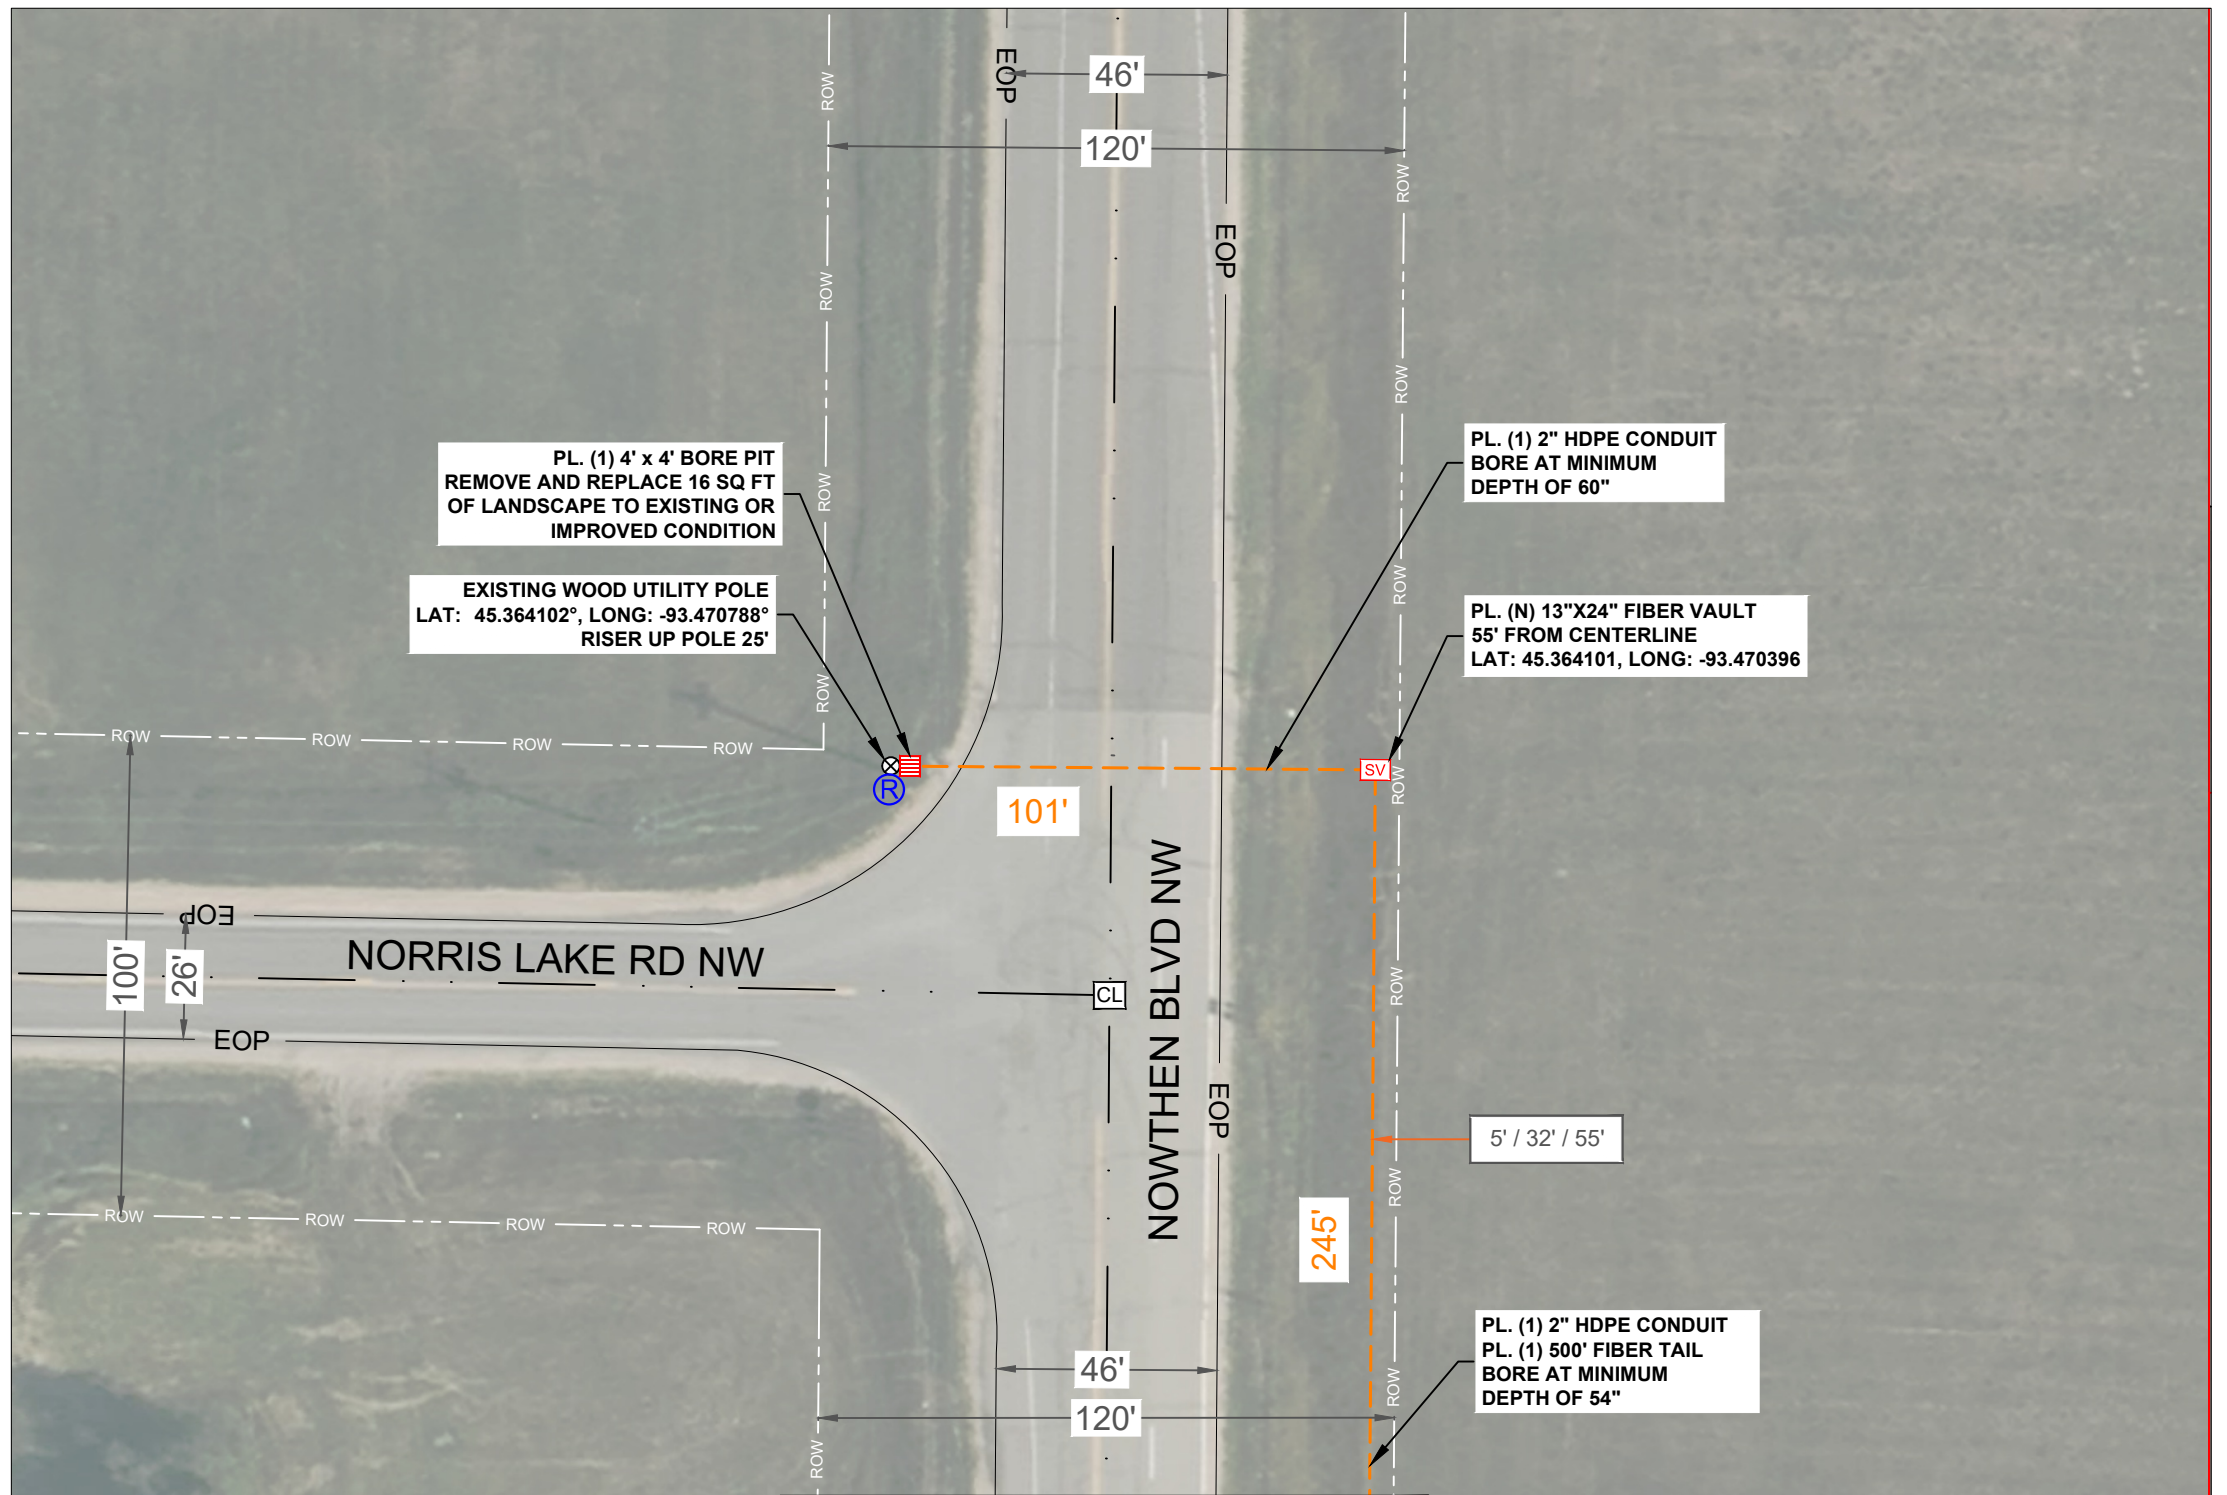 EOP
46'
120'
ROW
ROW
ROW
EOP
ROW
ROW
PL. (1) 4' x 4' BORE PIT
REMOVE AND REPLACE 16 SQ FT
OF LANDSCAPE TO EXISTING OR
IMPROVED CONDITION
ROW
PL. (1) 2" HDPE CONDUIT
BORE AT MINIMUM
DEPTH OF 60"
EXISTING WOOD UTILITY POLE
LAT: 45.364102°, LONG: -93.470788°
RISER UP POLE 25'
ROW
PL. (N) 13"X24" FIBER VAULT
55' FROM CENTERLINE
LAT: 45.364101, LONG: -93.470396
ROW
ROW
ROW
ROW
ROW
R
SV
ROW
101'
EOP
NORRIS LAKE RD NW
100'
26'
CL
NOWTHEN BLVD NW
ROW
EOP
EOP
5' / 32' / 55'
ROW
ROW
ROW
ROW
ROW
245'
PL. (1) 2" HDPE CONDUIT
PL. (1) 500' FIBER TAIL
BORE AT MINIMUM
DEPTH OF 54"
46'
ROW
120'
ROW